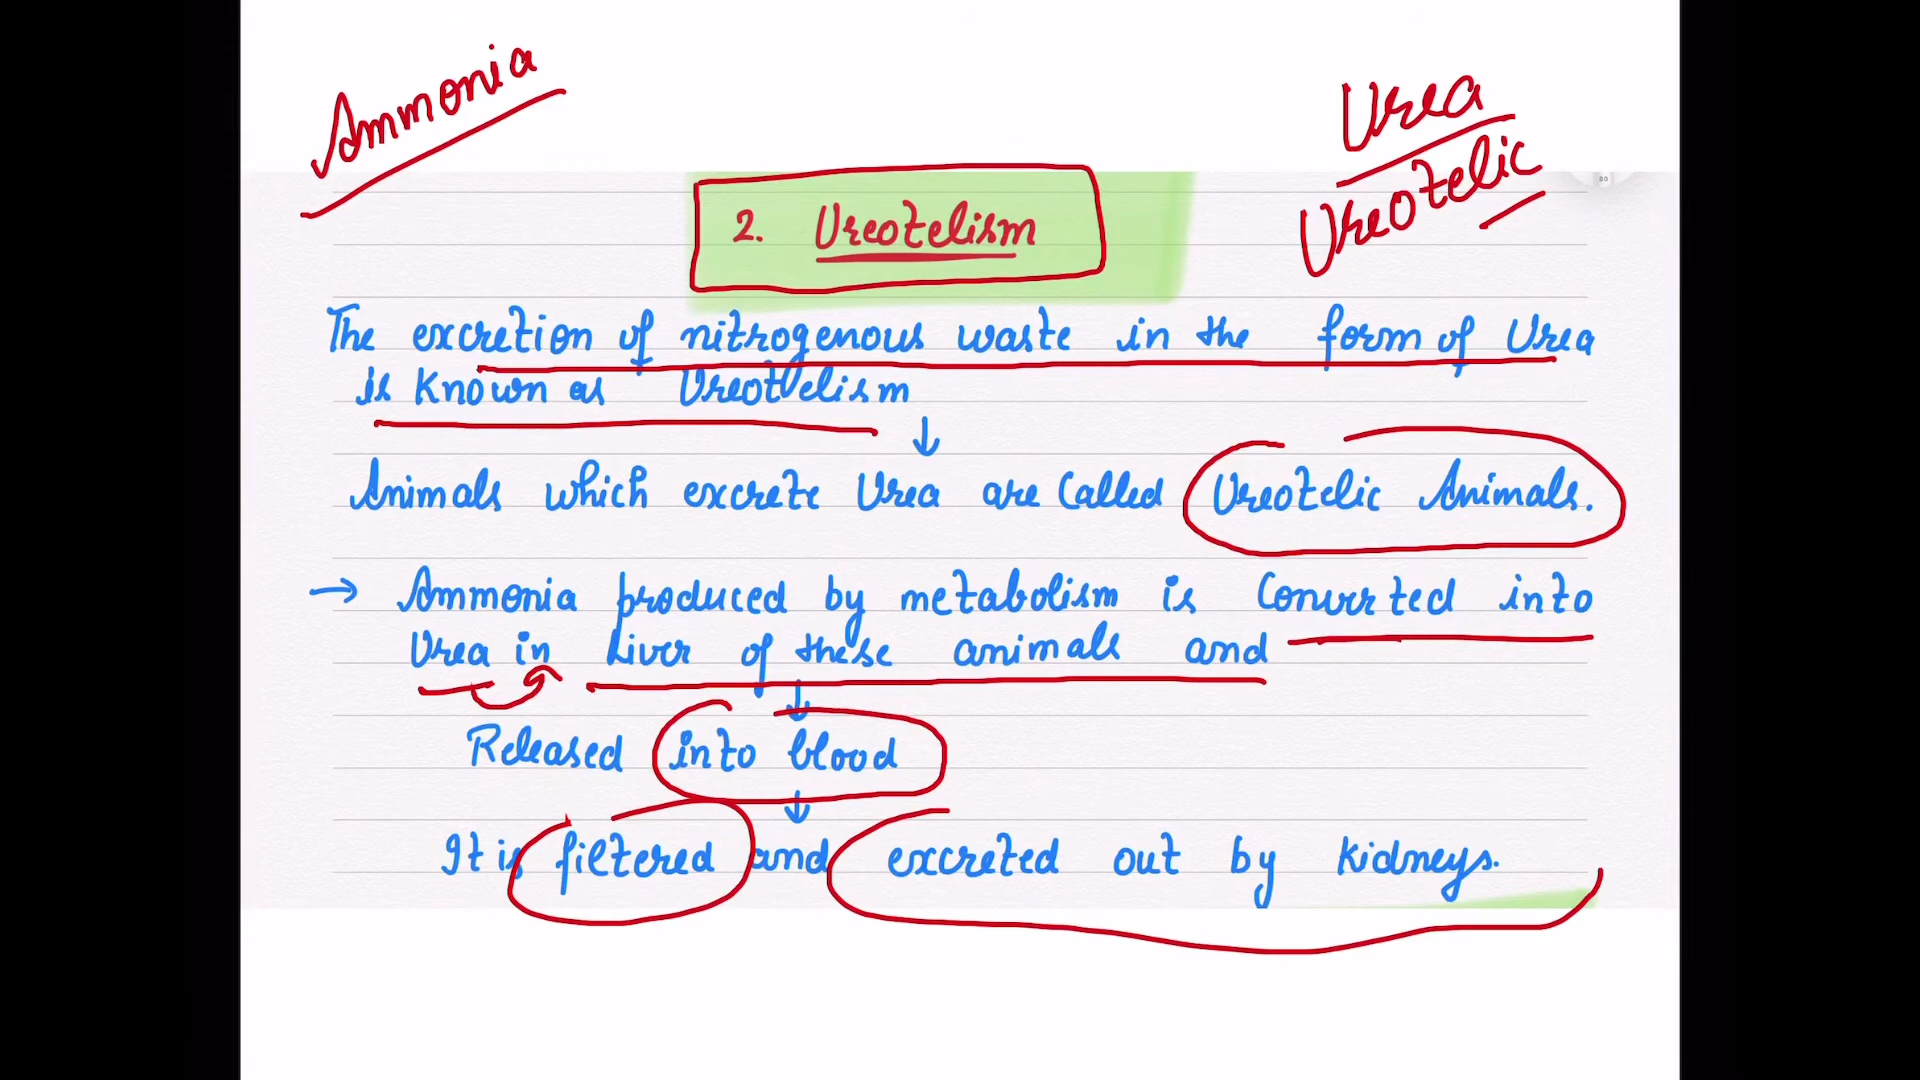 Ammonia
Urea
Ureotelic
2. Ureotelism
The excretion of nitrogenous waste in the form of Urea
is known as Ureotelism
↓
Animals which excrete Urea are called Ureotelic Animals.
→ Ammonia produced by metabolism is Converted into
Urea in Liver of these animals and
↓
Released into blood
↓
It is filtered and excreted out by kidneys.